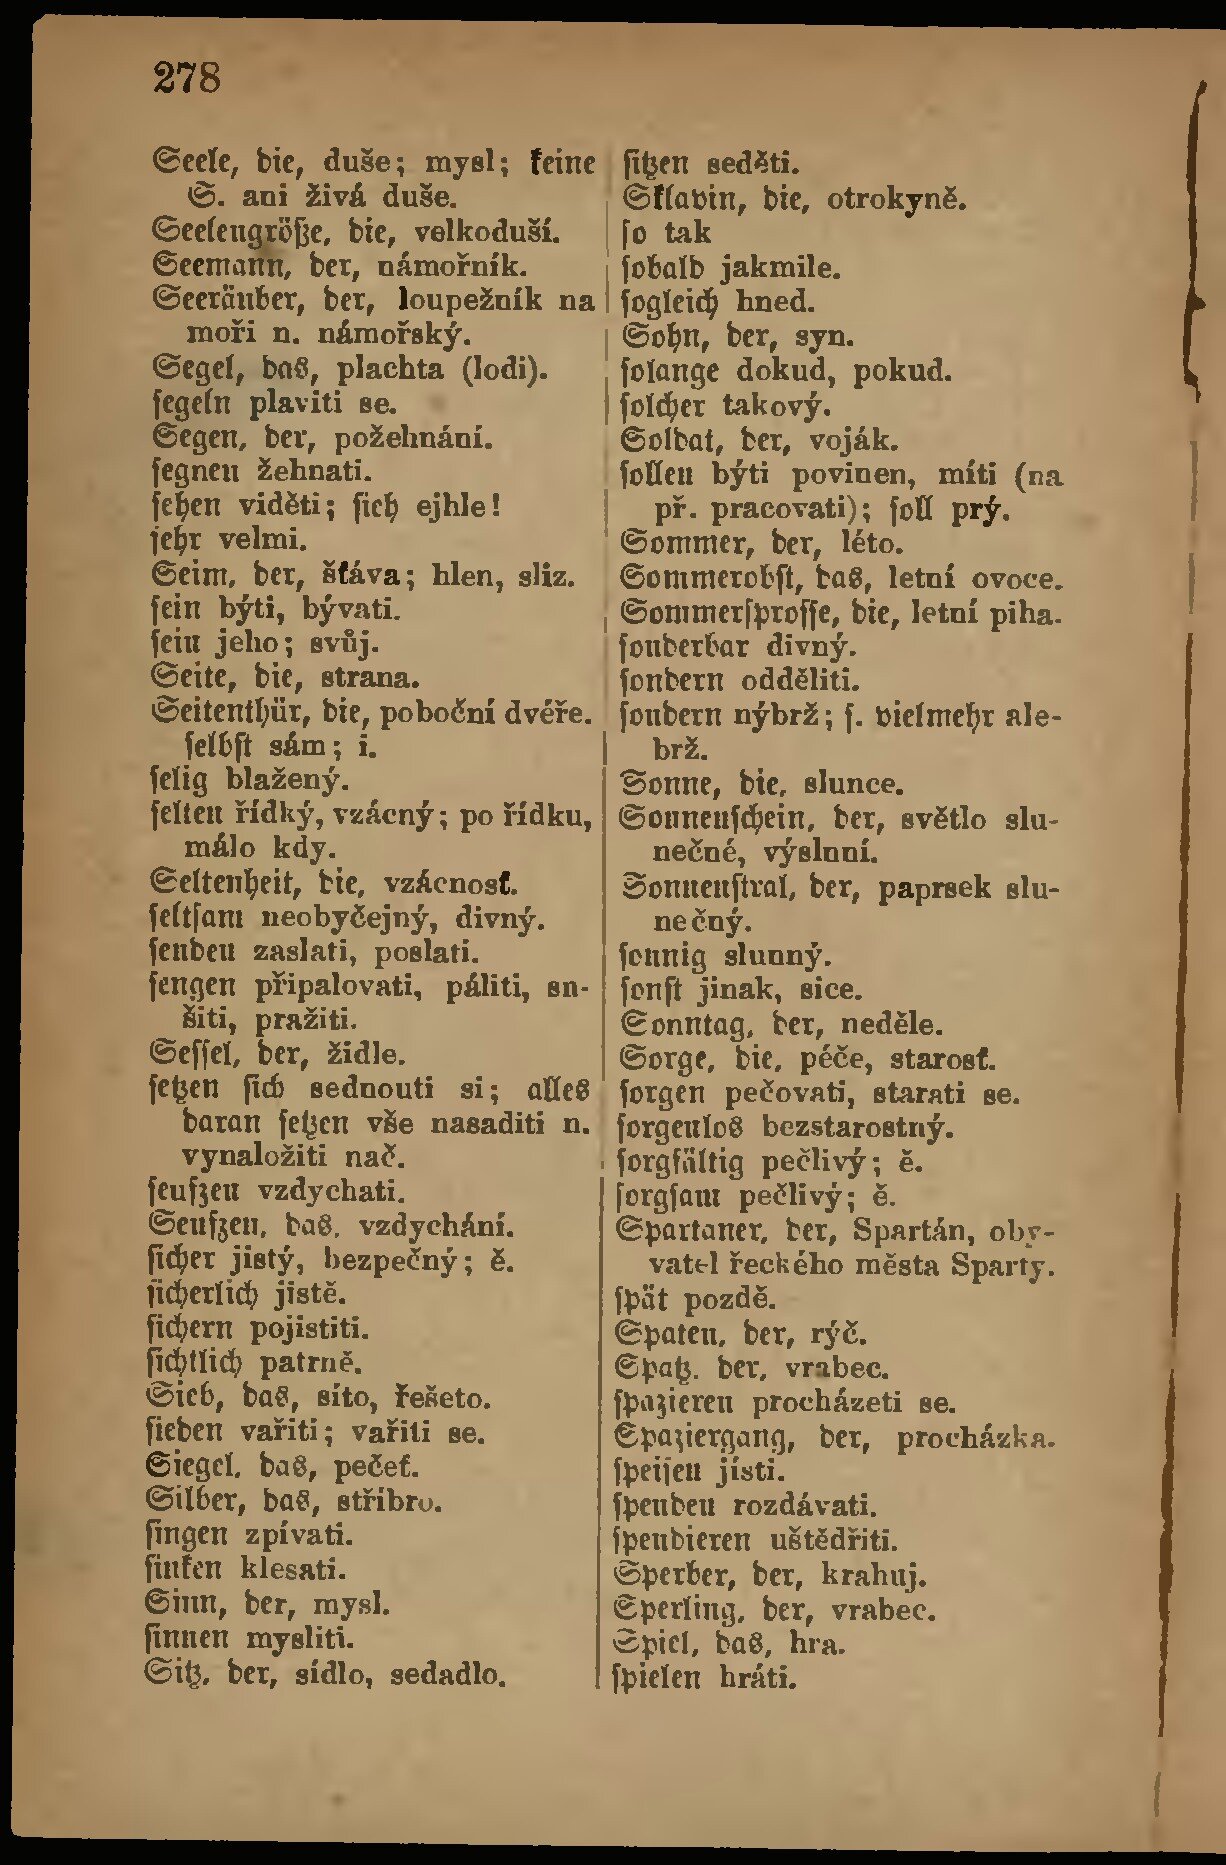 278
Seele, die, duše; mysl; keine
S. ani živá duše.
Seelengröße, die, velkoduší.
Seemann, der, námořník.
Seeräuber, der, loupežník na
moři n. námořský.
Segel, das, plachta (lodi).
segeln plaviti se.
Segen, der, požehnání.
segnen žehnati.
sehen viděti; sieh ejhle!
sehr velmi.
Seim, der, šťáva; hlen, sliz.
sein býti, bývati.
sein jeho; svůj.
Seite, die, strana.
Seitenthür, die, poboční dvéře.
selbst sám; i.
selig blažený.
selten řídký, vzácný; po řídku,
málo kdy.
Seltenheit, die, vzácnosť.
seltsam neobyčejný, divný.
senden zaslati, poslati.
sengen připalovati, páliti, su-
šiti, pražiti.
Sessel, der, židle.
setzen sich sednouti si; alles
daran setzen vše nasaditi n.
vynaložiti nač.
seufzen vzdychati.
Seufzen, das, vzdychání.
sicher jistý, bezpečný; ě.
sicherlich jistě.
sichern pojistiti.
sichtlich patrně.
Sieb, das, síto, řešeto.
sieden vařiti; vařiti se.
Siegel, das, pečeť.
Silber, das, stříbro.
singen zpívati.
sinken klesati.
Sinn, der, mysl.
sinnen mysliti.
Sitz, der, sídlo, sedadlo.
sitzen seděti.
Sklavin, die, otrokyně.
so tak
sobald jakmile.
sogleich hned.
Sohn, der, syn.
solange dokud, pokud.
solcher takový.
Soldat, der, voják.
sollen býti povinen, míti (na
př. pracovati); soll prý.
Sommer, der, léto.
Sommerobst, das, letní ovoce.
Sommersprosse, die, letní piha.
sonderbar divný.
sondern odděliti.
sondern nýbrž; s. vielmehr ale-
brž.
Sonne, die, slunce.
Sonnenschein, der, světlo slu-
nečné, výslunní.
Sonnenstral, der, paprsek slu-
nečný.
sonnig slunný.
sonst jinak, sice.
Sonntag, der, neděle.
Sorge, die, péče, starosť.
sorgen pečovati, starati se.
sorgenlos bezstarostný.
sorgfältig pečlivý; ě.
sorgsam pečlivý; ě.
Spartaner, der, Spartán, oby-
vatel řeckého města Sparty.
spät pozdě.
Spaten, der, rýč.
Spatz, der, vrabec.
spazieren procházeti se.
Spaziergang, der, procházka.
speisen jísti.
spenden rozdávati.
spendieren uštědřiti.
Sperber, der, krahuj.
Sperling, der, vrabec.
Spiel, das, hra.
spielen hráti.